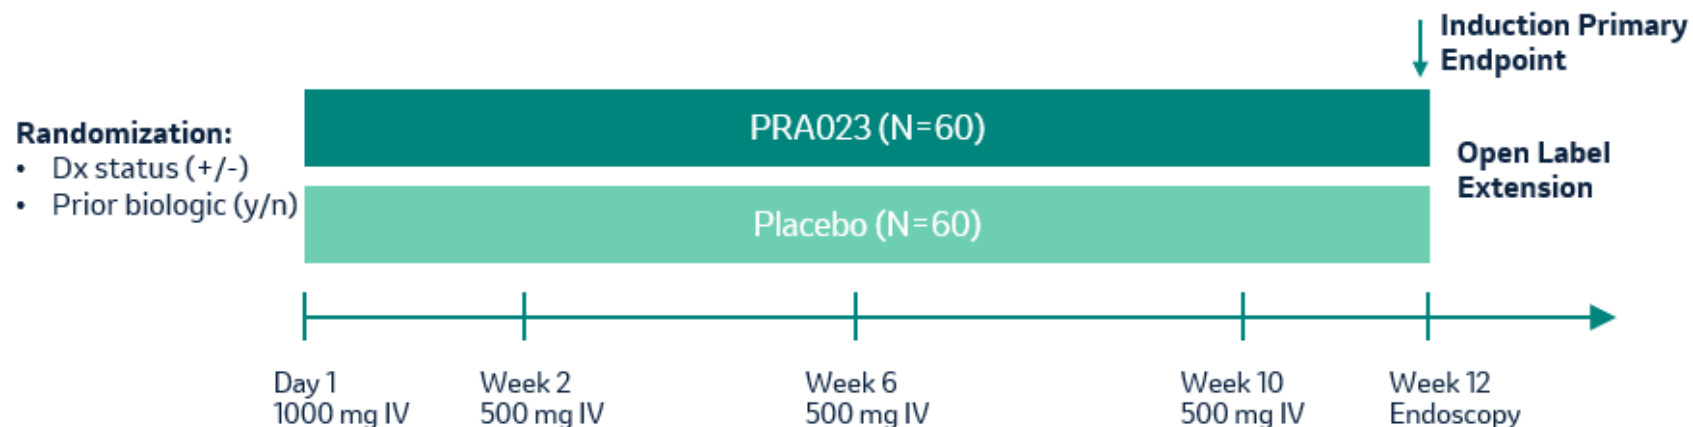 Induction Primary
Endpoint
Randomization:
• Dx status (+/-)
• Prior biologic (y/n)
PRA023 (N=60)
Placebo (N=60)
Open Label
Extension
Day 1
1000 mg IV
Week 2
500 mg IV
Week 6
500 mg IV
Week 10
500 mg IV
Week 12
Endoscopy